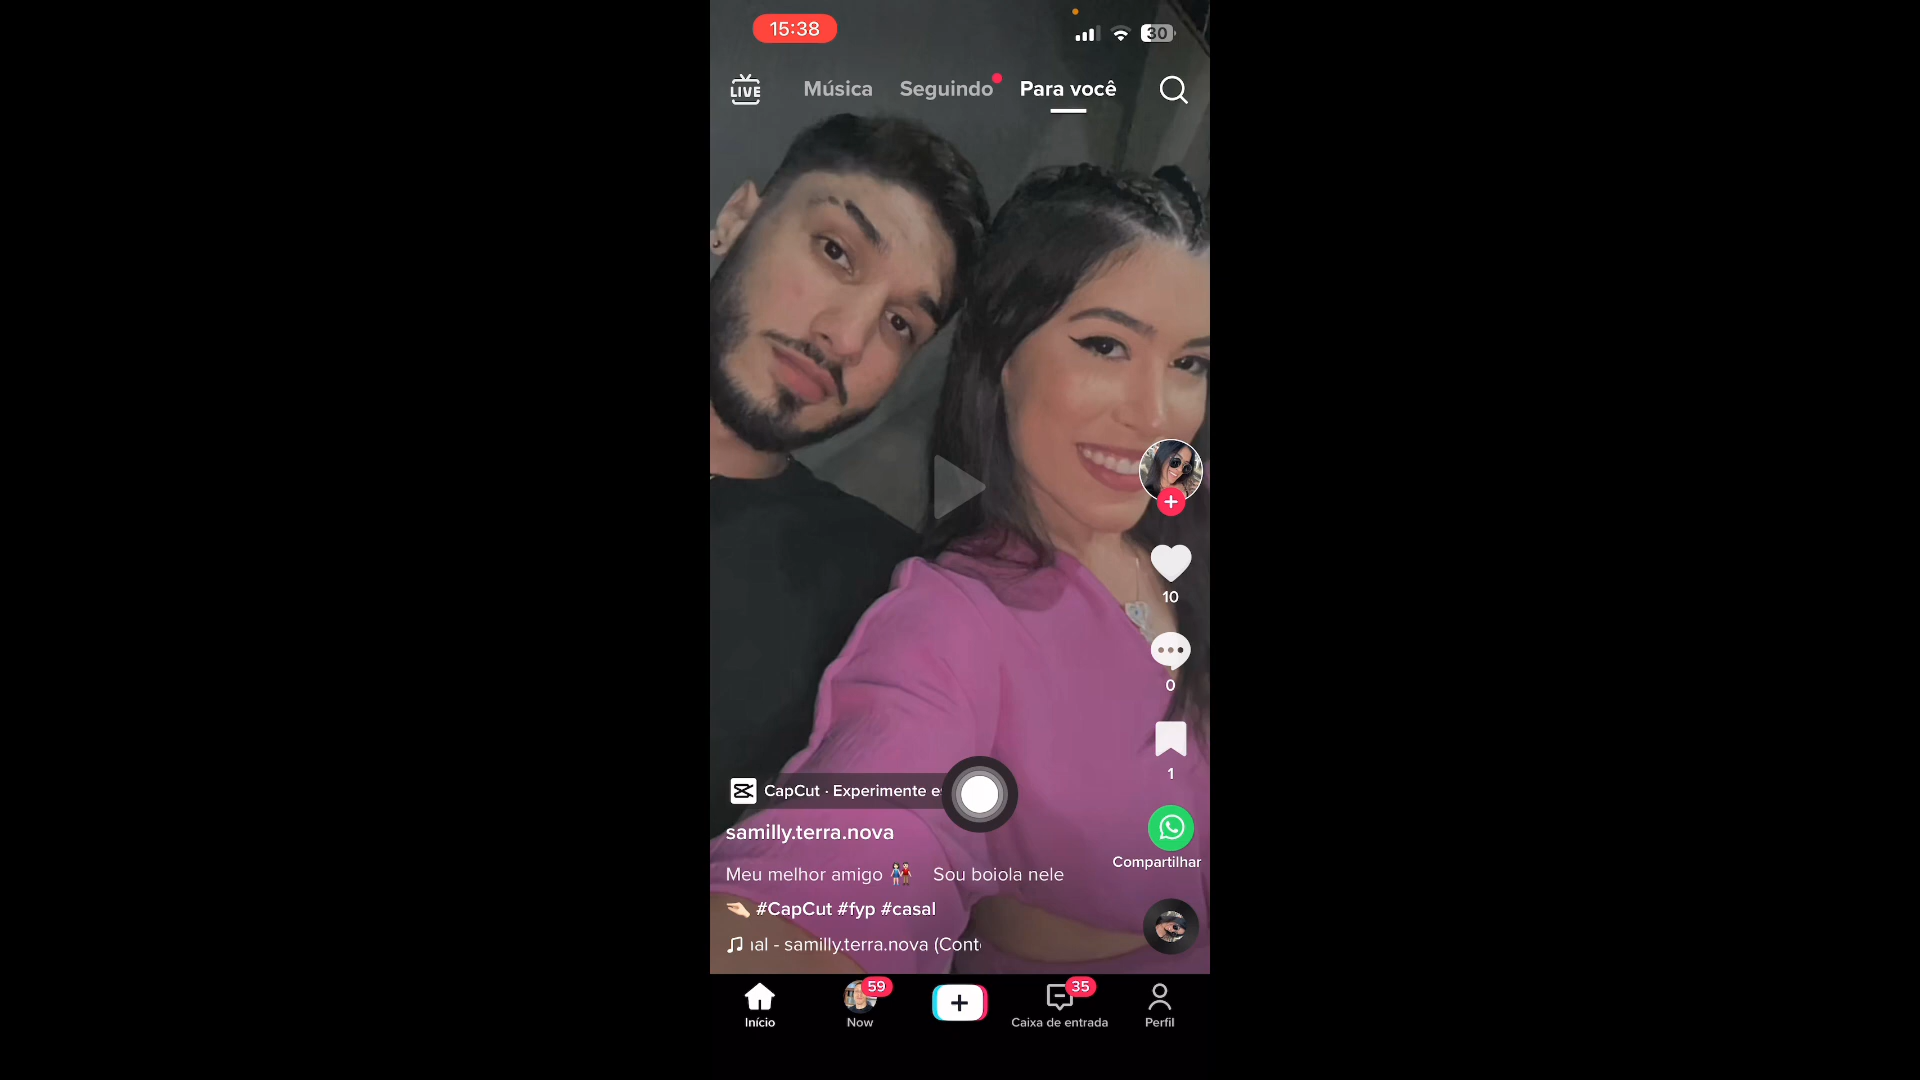 15:38
30
LIVE
Música
Seguindo
Para você
10
0
1
CapCut · Experimente e
samilly.terra.nova
Compartilhar
Meu melhor amigo 👫 Sou boiola nele
🤏🏻 #CapCut #fyp #casal
nal - samilly.terra.nova (Cont
59
35
Início
Now
Caixa de entrada
Perfil